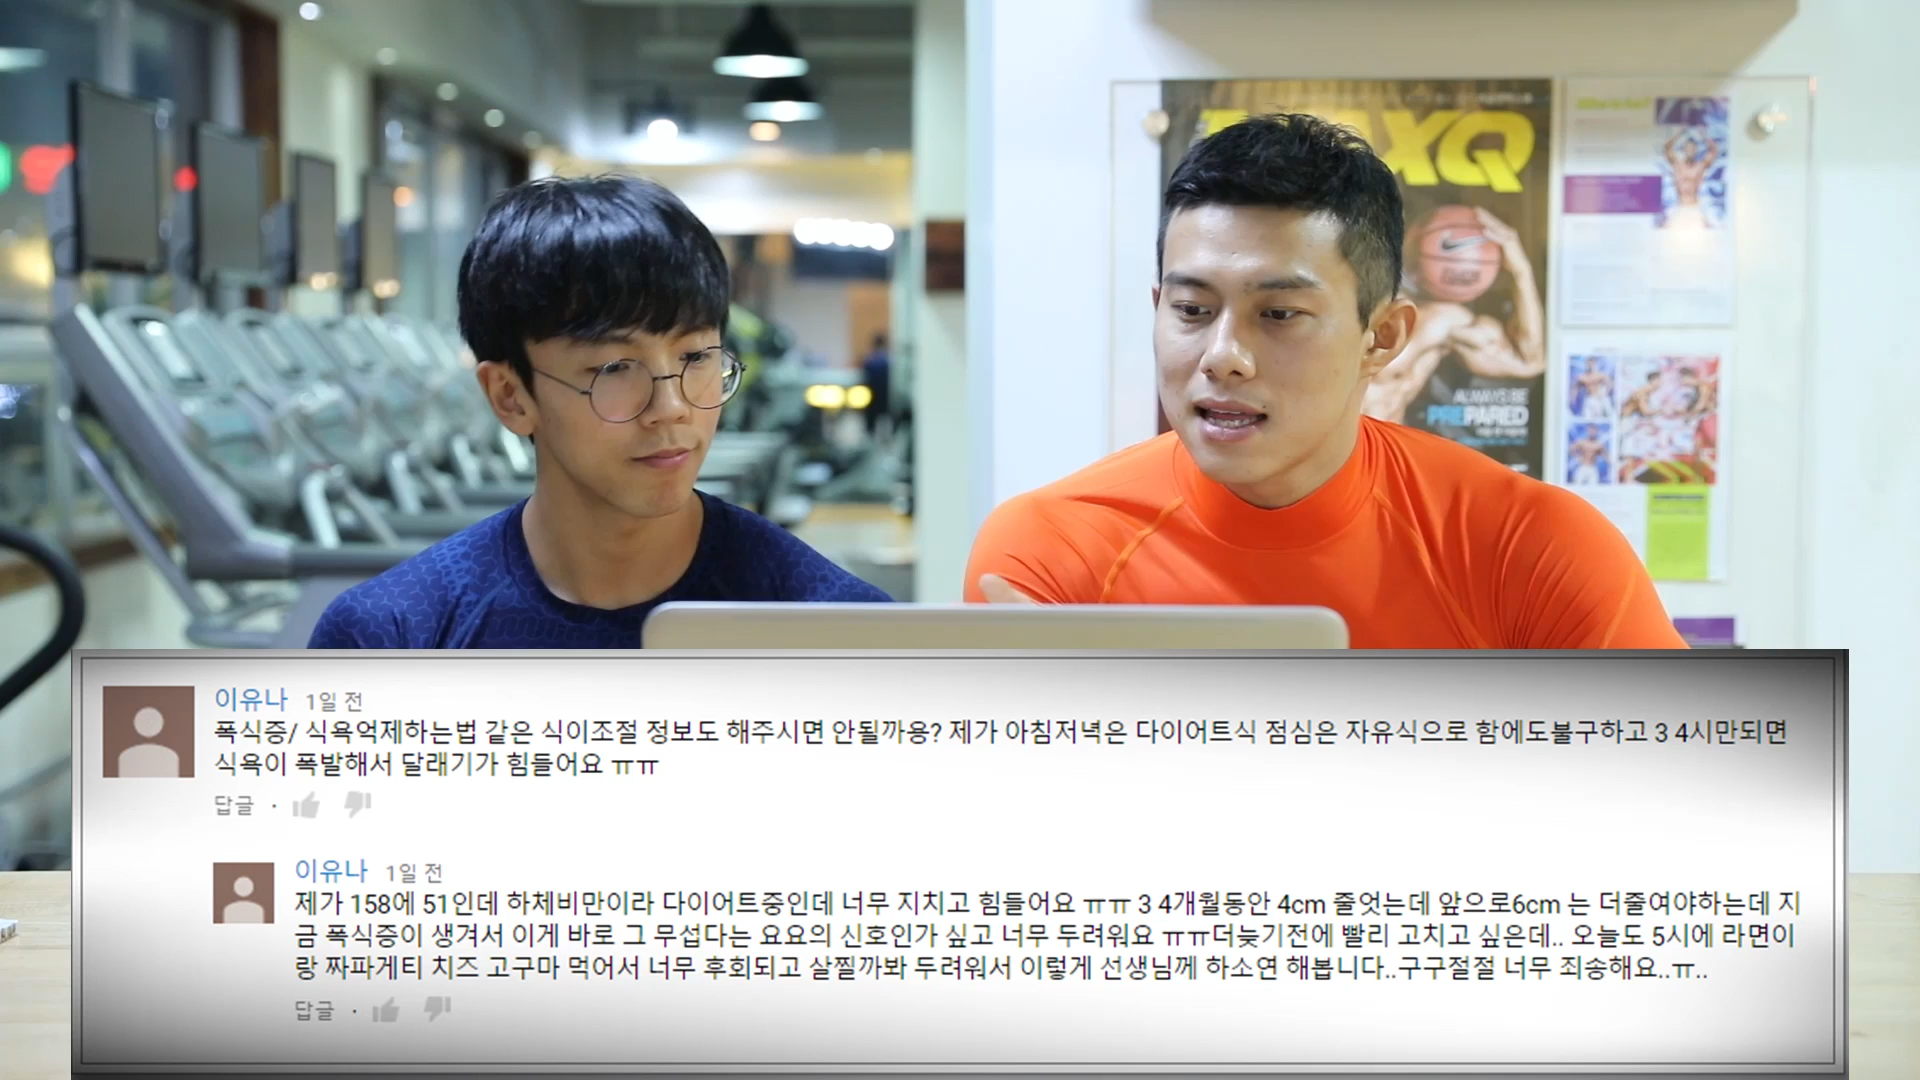 XQ
ALWAYS BE
PREPARED
이유나 1일 전
폭식증/ 식욕억제하는법 같은 식이조절 정보도 해주시면 안될까용? 제가 아침저녁은 다이어트식 점심은 자유식으로 함에도불구하고 3 4시만되면
식욕이 폭발해서 달래기가 힘들어요 ㅠㅠ
답글 ·
이유나 1일 전
제가 158에 51인데 하체비만이라 다이어트중인데 너무 지치고 힘들어요 ㅠㅠ 3 4개월동안 4cm 줄엇는데 앞으로6cm 는 더줄여야하는데 지
금 폭식증이 생겨서 이게 바로 그 무섭다는 요요의 신호인가 싶고 너무 두려워요 ㅠㅠ더늦기전에 빨리 고치고 싶은데.. 오늘도 5시에 라면이
랑 짜파게티 치즈 고구마 먹어서 너무 후회되고 살찔까봐 두려워서 이렇게 선생님께 하소연 해봅니다..구구절절 너무 죄송해요..ㅠ..
답글 ·